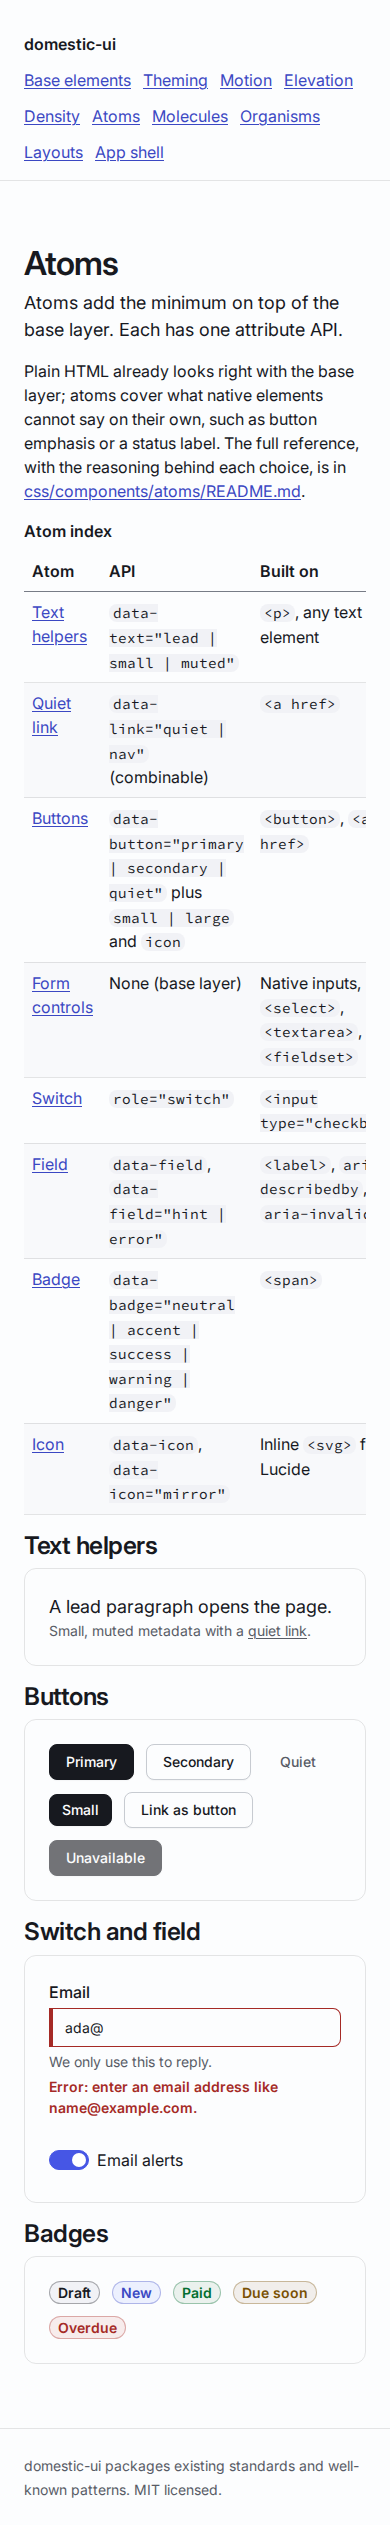 domestic-ui
Base elements Theming Motion Elevation
Density Atoms Molecules Organisms
Layouts App shell
Atoms
Atoms add the minimum on top of the
base layer. Each has one attribute API.
Plain HTML already looks right with the base
layer; atoms cover what native elements
cannot say on their own, such as button
emphasis or a status label. The full reference,
with the reasoning behind each choice, is in
css/components/atoms/README.md.
Atom index
Atom API Built on
Text
helpers
data-
text="lead |
small | muted"
<p>, any text
element
Quiet
link
data-
link="quiet |
nav"
(combinable)
<a href>
Buttons
data-
button="primary
| secondary |
quiet" plus
small | large
and icon
<button>, <a
href>
Form
controls
None (base layer)
Native inputs,
<select>,
<textarea>,
<fieldset>
Switch
role="switch"
<input
Field
data-field,
data-
field="hint |
error"
<label>,
describedby,
Badge
data-
badge="neutral
| accent |
success |
warning |
danger"
<span>
Icon
data-icon,
data-
icon="mirror"
Inline <svg>
Lucide
Text helpers
A lead paragraph opens the page.
Small, muted metadata with a quiet link.
Buttons
Primary Secondary Quiet
Small Link as button
Unavailable
Switch and field
Email
ada@
We only use this to reply.
Error: enter an email address like
name@example.com.
Email alerts
Badges
Draft New Paid Due soon
Overdue
domestic-ui packages existing standards and well-
known patterns. MIT licensed.